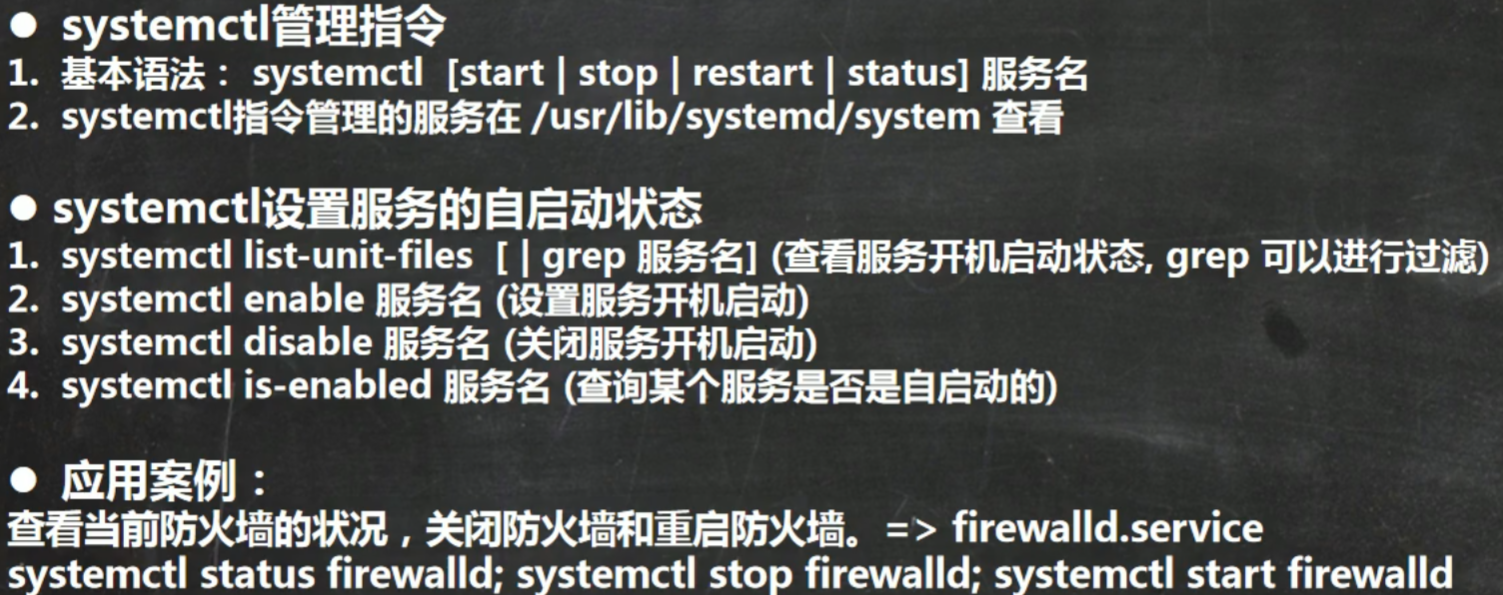 ● systemctl管理指令
1. 基本语法： systemctl [start | stop | restart | status] 服务名
2. systemctl指令管理的服务在 /usr/lib/systemd/system 查看
● systemctl设置服务的自启动状态
1. systemctl list-unit-files [ | grep 服务名] (查看服务开机启动状态, grep 可以进行过滤)
2. systemctl enable 服务名 (设置服务开机启动)
3. systemctl disable 服务名 (关闭服务开机启动)
4. systemctl is-enabled 服务名 (查询某个服务是否是自启动的)
● 应用案例：
查看当前防火墙的状况，关闭防火墙和重启防火墙。=> firewalld.service
systemctl status firewalld; systemctl stop firewalld; systemctl start firewalld